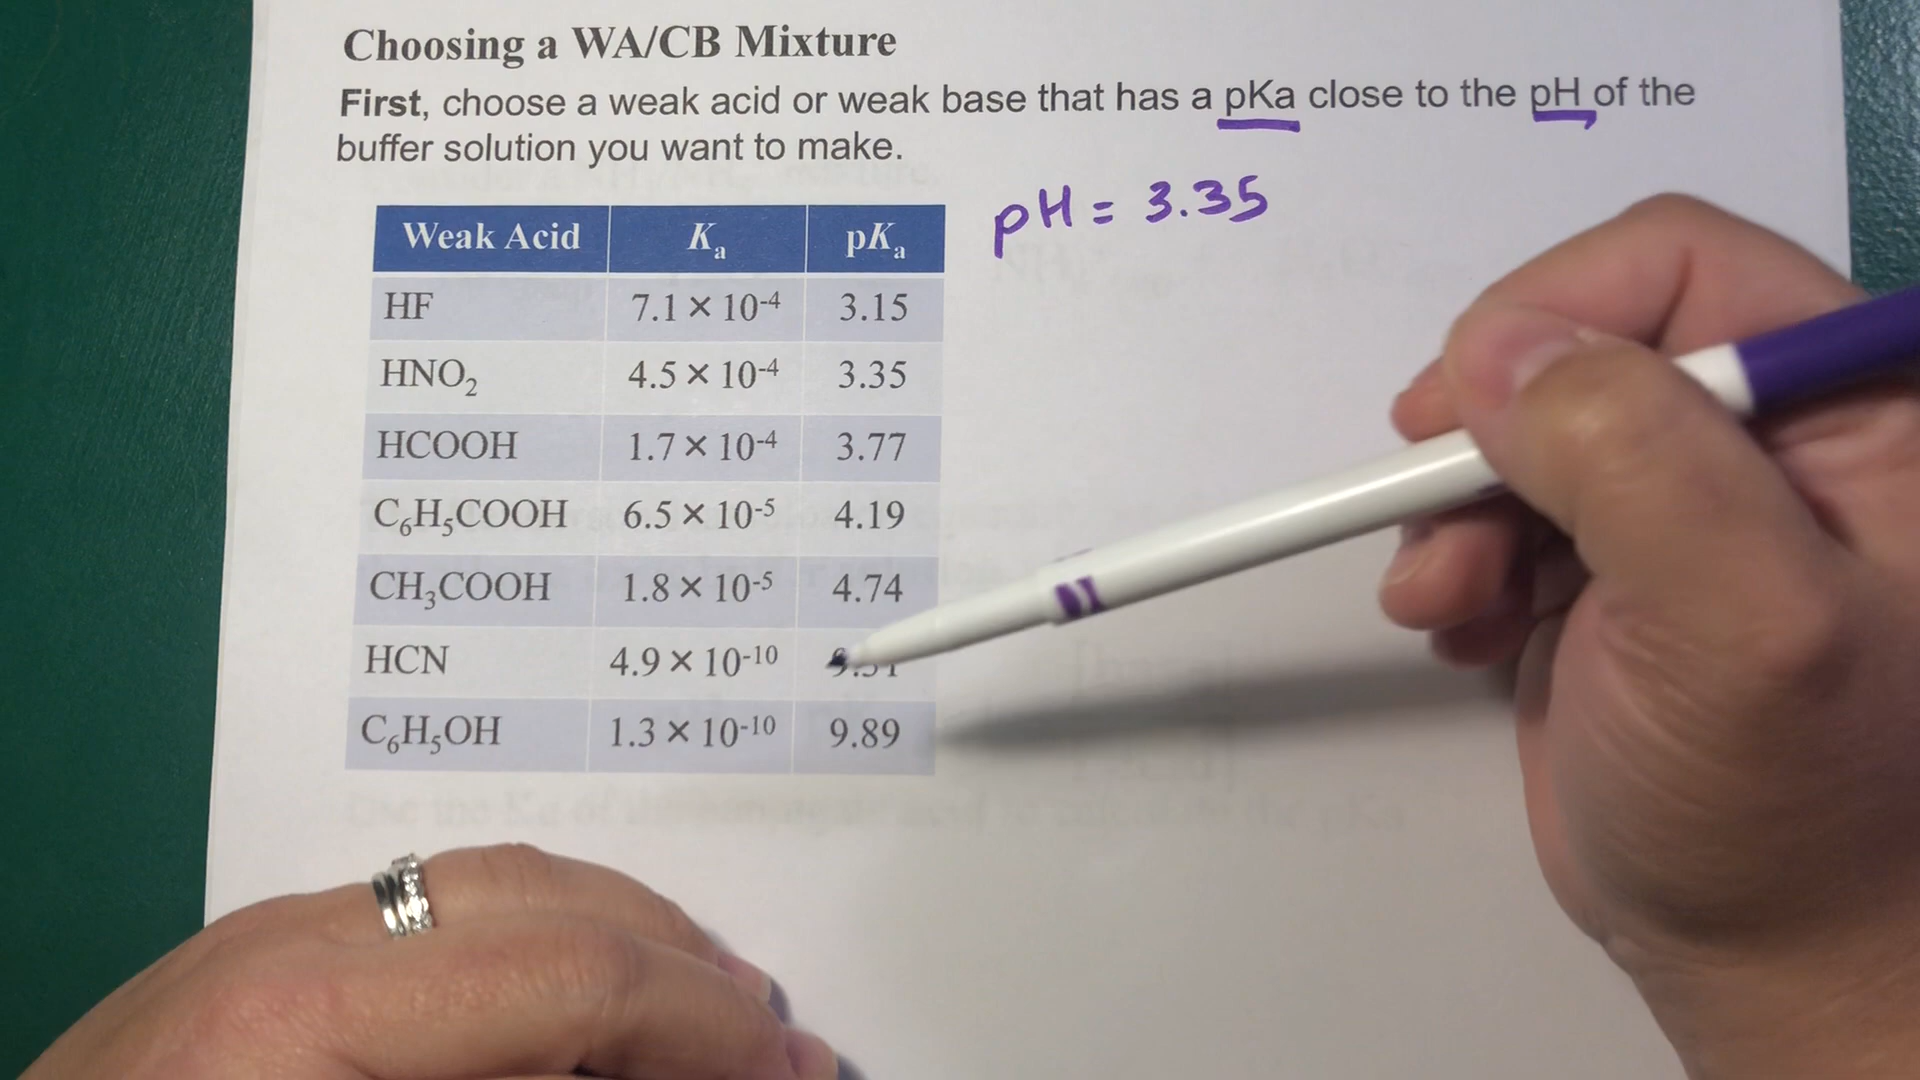 Choosing a WA/CB Mixture
First, choose a weak acid or weak base that has a pKa close to the pH of the
buffer solution you want to make.
pH = 3.35
Weak Acid Ka pKa
HF 7.1 × 10-4 3.15
HNO2 4.5 × 10-4 3.35
HCOOH 1.7 × 10-4 3.77
C6H5COOH 6.5 × 10-5 4.19
CH3COOH 1.8 × 10-5 4.74
HCN 4.9 × 10-10
C6H5OH 1.3 × 10-10 9.89